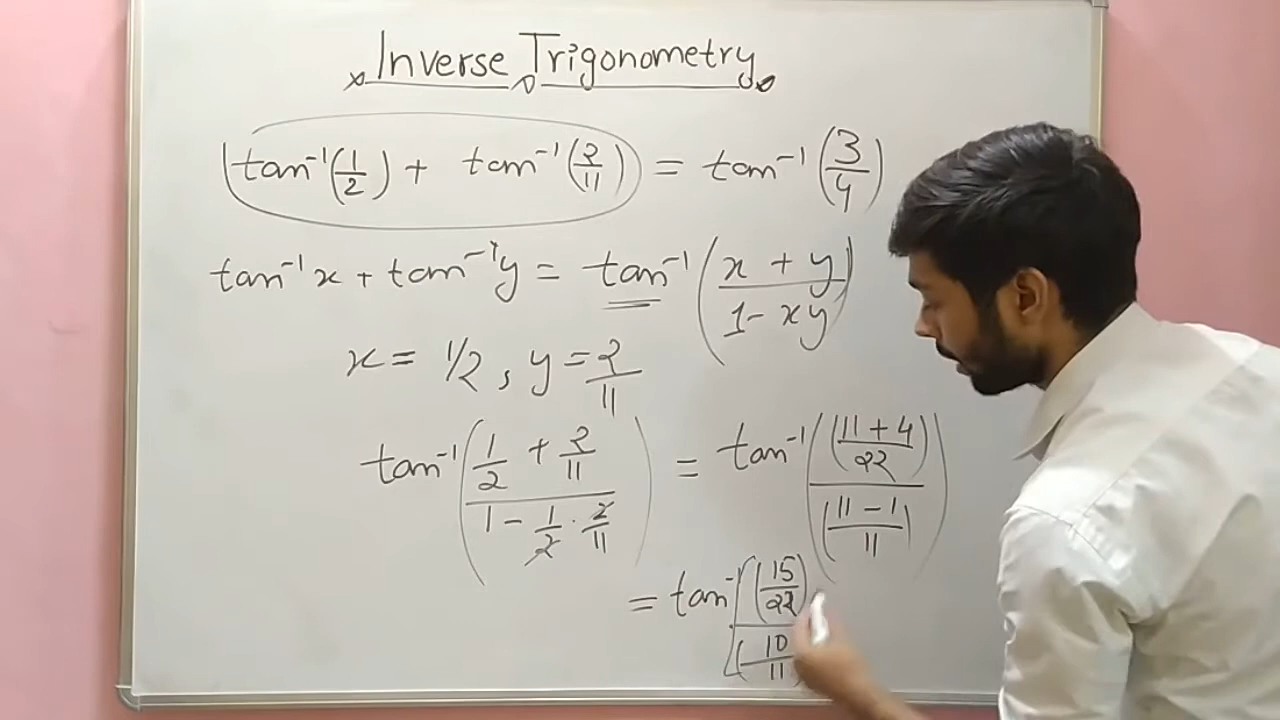 Inverse Trigonometry
tan⁻¹(1/2) + tan⁻¹(2/11) = tan⁻¹(3/4)
tan⁻¹x + tan⁻¹y = tan⁻¹((x + y)/(1 - xy))
x = 1/2, y = 2/11
tan⁻¹((1/2 + 2/11)/(1 - 1/2 · 2/11)) = tan⁻¹(((11 + 4)/22)/((11 - 1)/11))
= tan⁻¹((15/22)/(10/11))